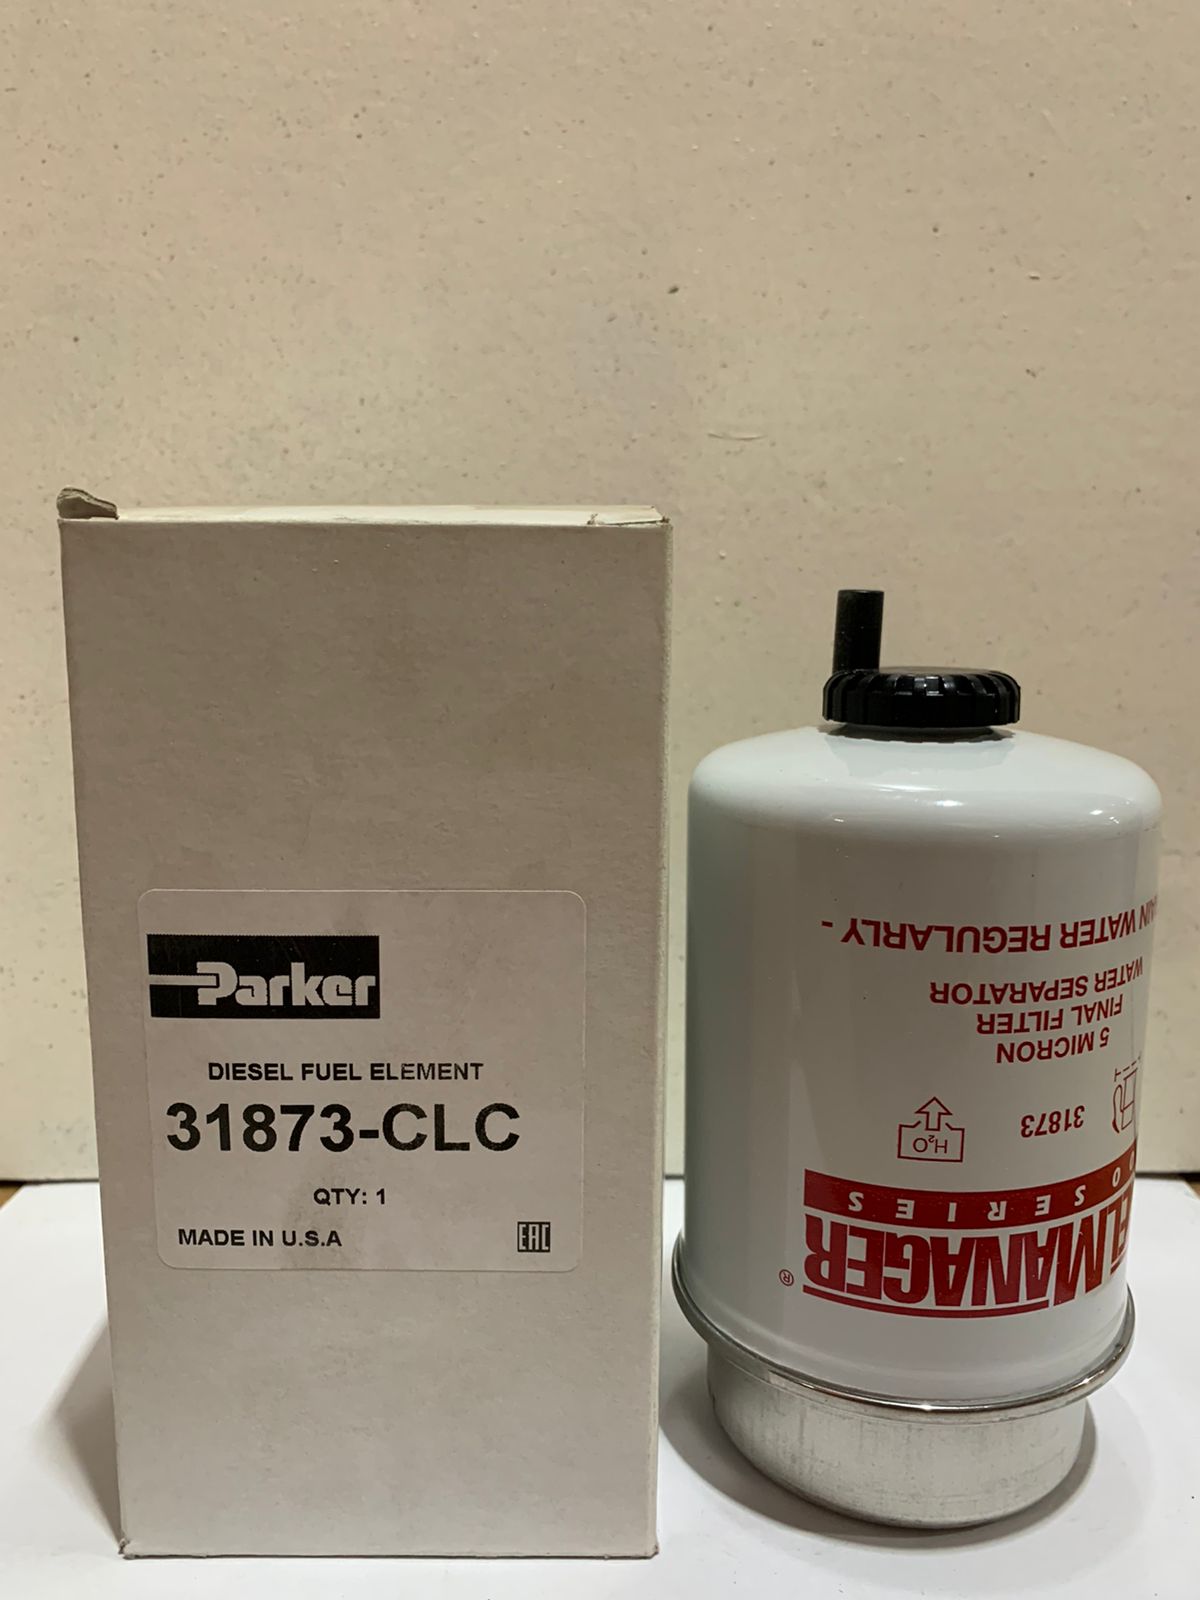 Parker
DIESEL FUEL ELEMENT
31873-CLC
QTY: 1
MADE IN U.S.A
EAC
MANAGER®
SERIES
31873
H₂O
5 MICRON
FINAL FILTER
WATER SEPARATOR
WATER REGULARLY -